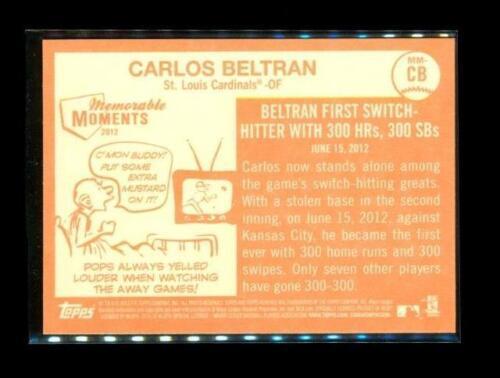 CARLOS BELTRAN
St. Louis Cardinals® -OF
MM-
CB
Memorable
MOMENTS
2012
C'MON BUDDY!
PUT SOME
EXTRA
MUSTARD ON
IT!
POPS ALWAYS YELLED
LOUDER WHEN WATCHING
THE AWAY GAMES!
BELTRAN FIRST SWITCH-
HITTER WITH 300 HRs, 300 SBs
JUNE 15, 2012
Carlos now stands alone among
the game's switch-hitting greats.
With a stolen base in the second
inning, on June 15, 2012, against
Kansas City, he became the first
ever with 300 home runs and 300
swipes. Only seven other players
have gone 300-300.
Topps